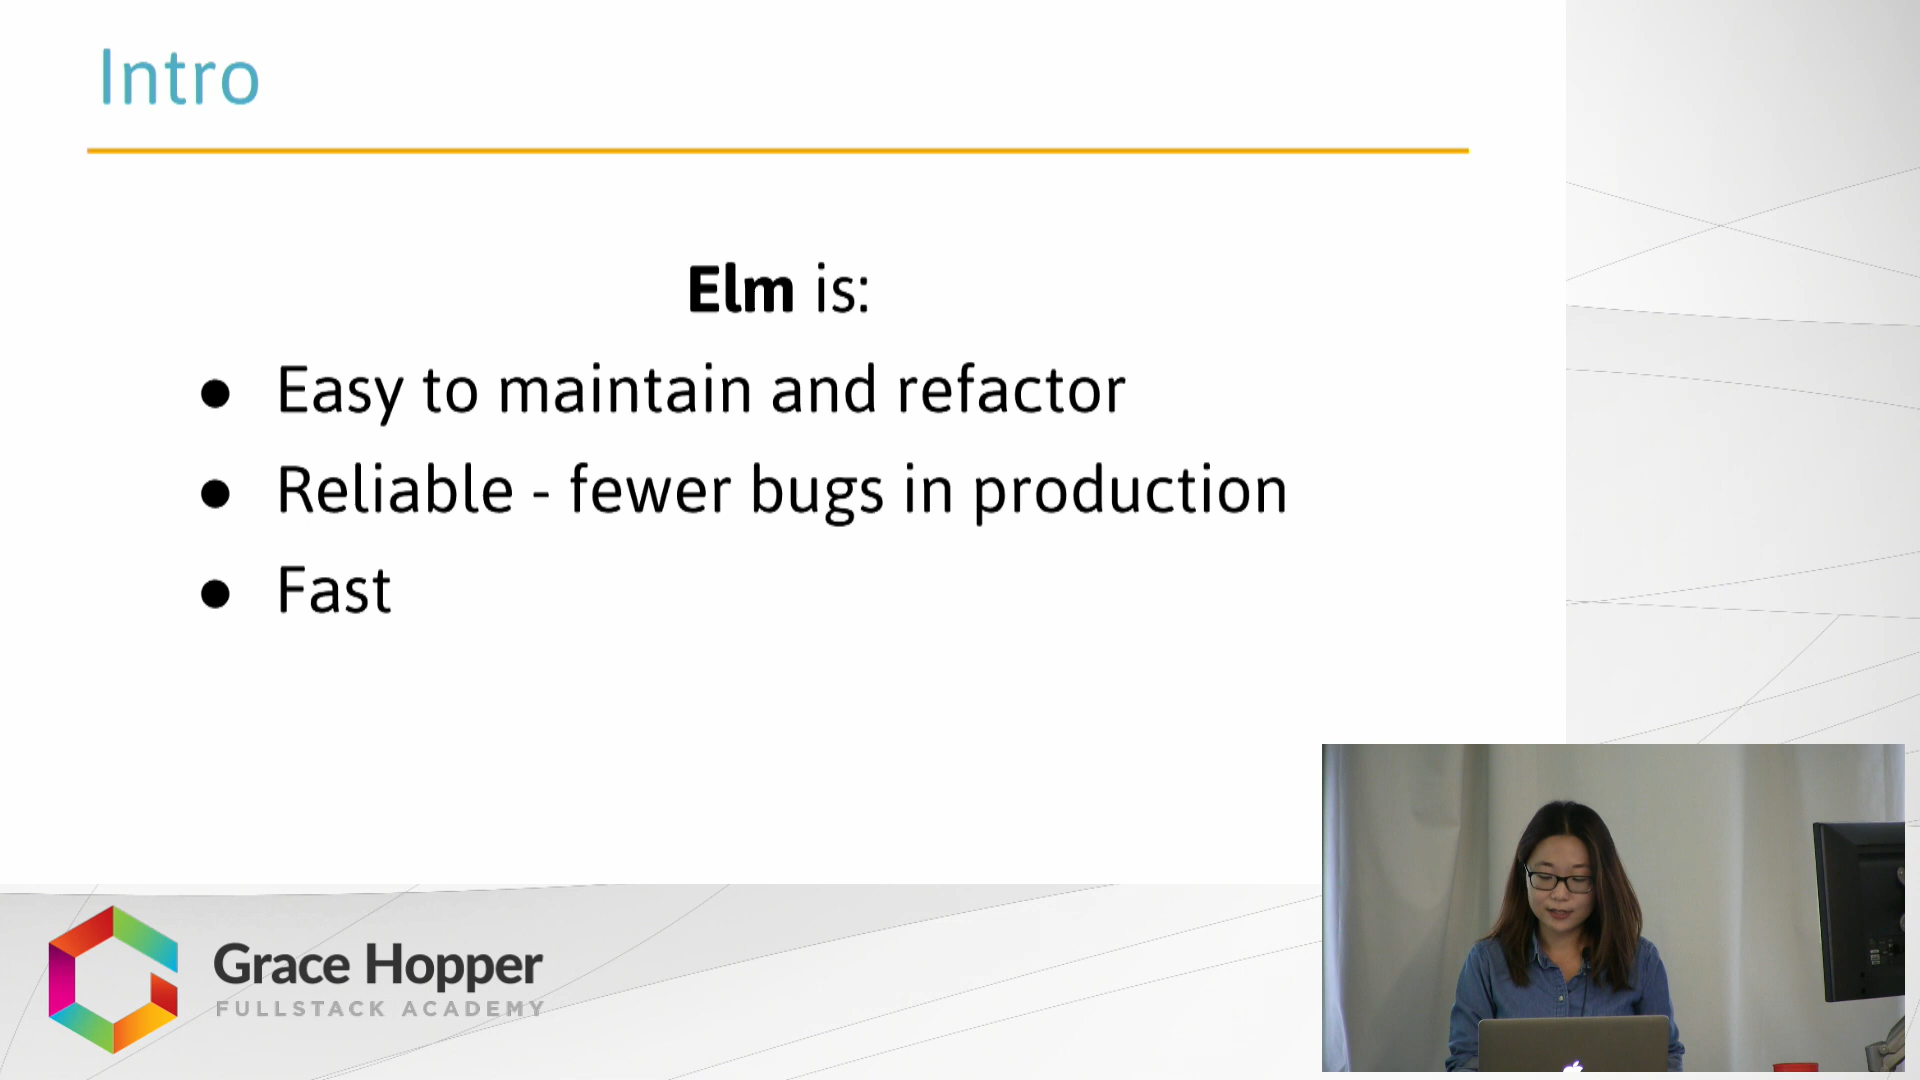 Intro
Elm is:
● Easy to maintain and refactor
● Reliable - fewer bugs in production
● Fast
Grace Hopper
FULLSTACK ACADEMY